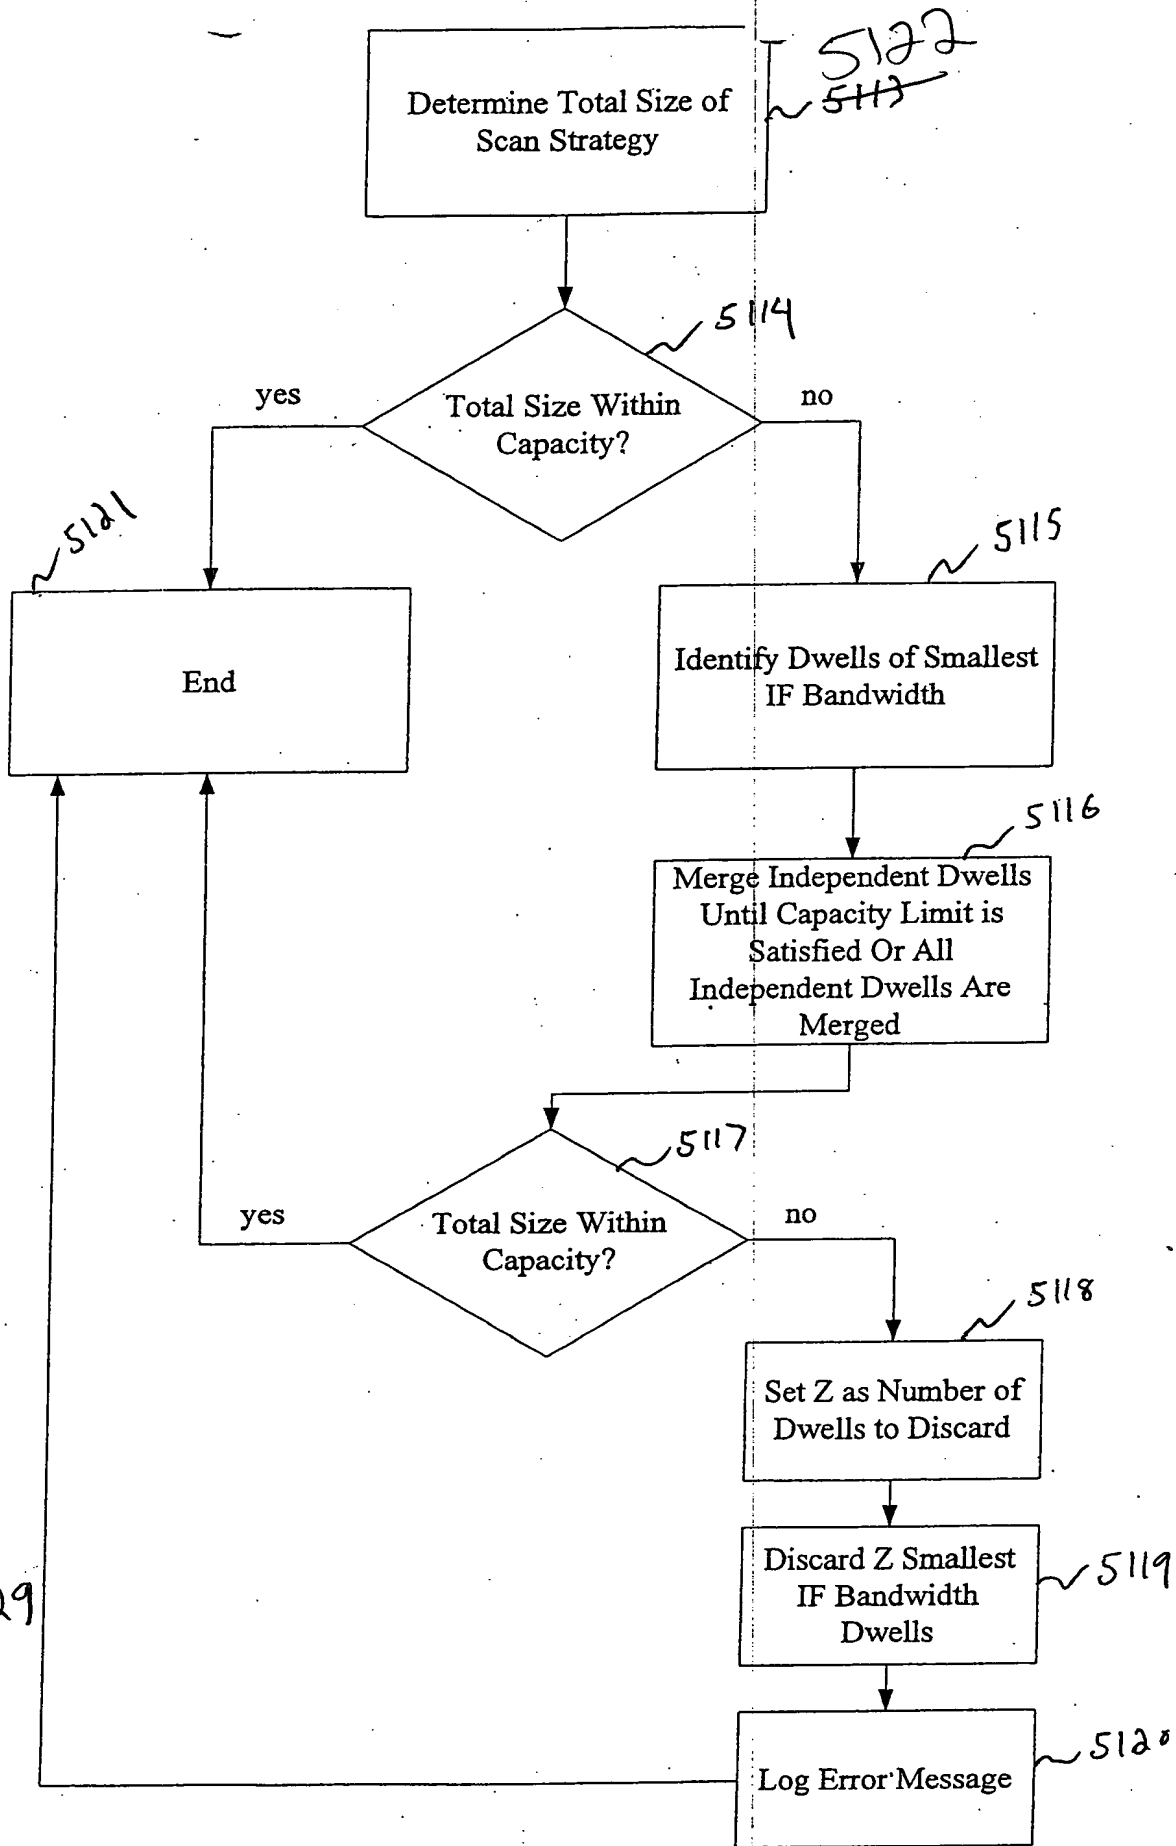 5122
Determine Total Size of
Scan Strategy
5113
5114
yes
Total Size Within
Capacity?
no
5121
5115
End
Identify Dwells of Smallest
IF Bandwidth
5116
Merge Independent Dwells
Until Capacity Limit is
Satisfied Or All
Independent Dwells Are
Merged
5117
yes
Total Size Within
Capacity?
no
5118
Set Z as Number of
Dwells to Discard
Discard Z Smallest
IF Bandwidth
Dwells
5119
29
5120
Log Error Message